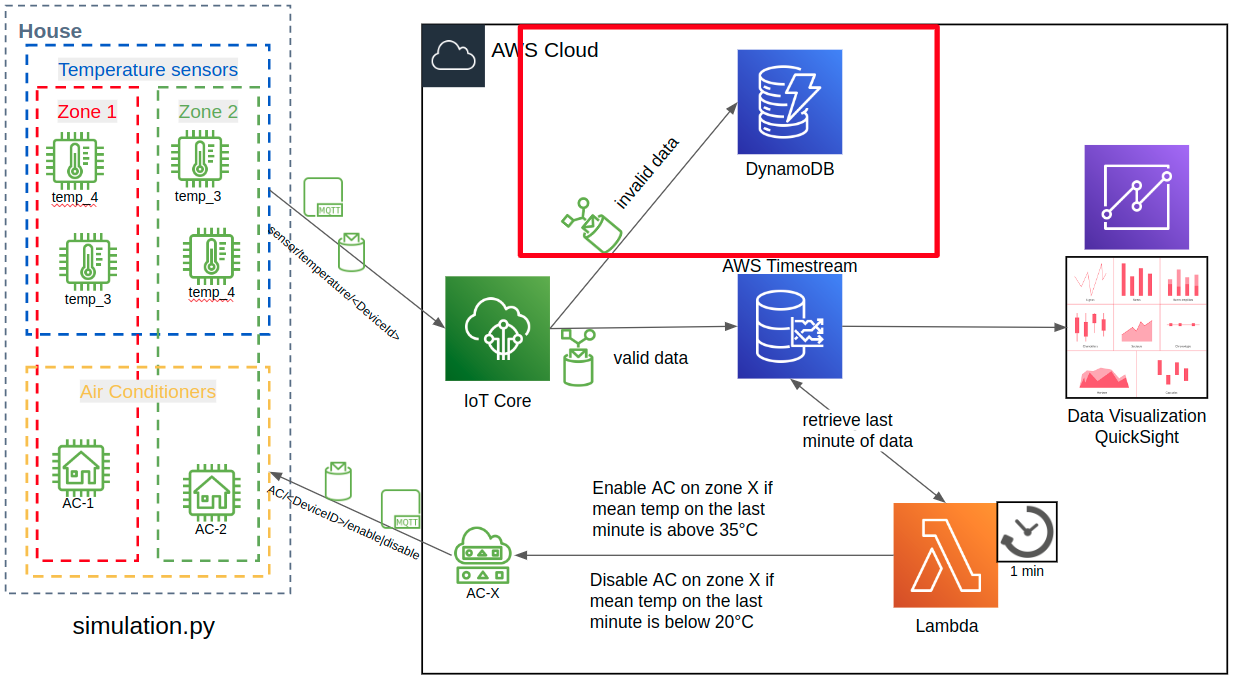 House
Temperature sensors
Zone 1
Zone 2
temp_4
temp_3
temp_3
temp_4
Air Conditioners
AC-1
AC-2
simulation.py
MQTT
sensor/temperature/<DeviceId>
AC/<DeviceID>/enable|disable
MQTT
AWS Cloud
invalid data
DynamoDB
AWS Timestream
IoT Core
valid data
Data Visualization
QuickSight
retrieve last
minute of data
Enable AC on zone X if
mean temp on the last
minute is above 35°C
Disable AC on zone X if
mean temp on the last
minute is below 20°C
AC-X
1 min
Lambda